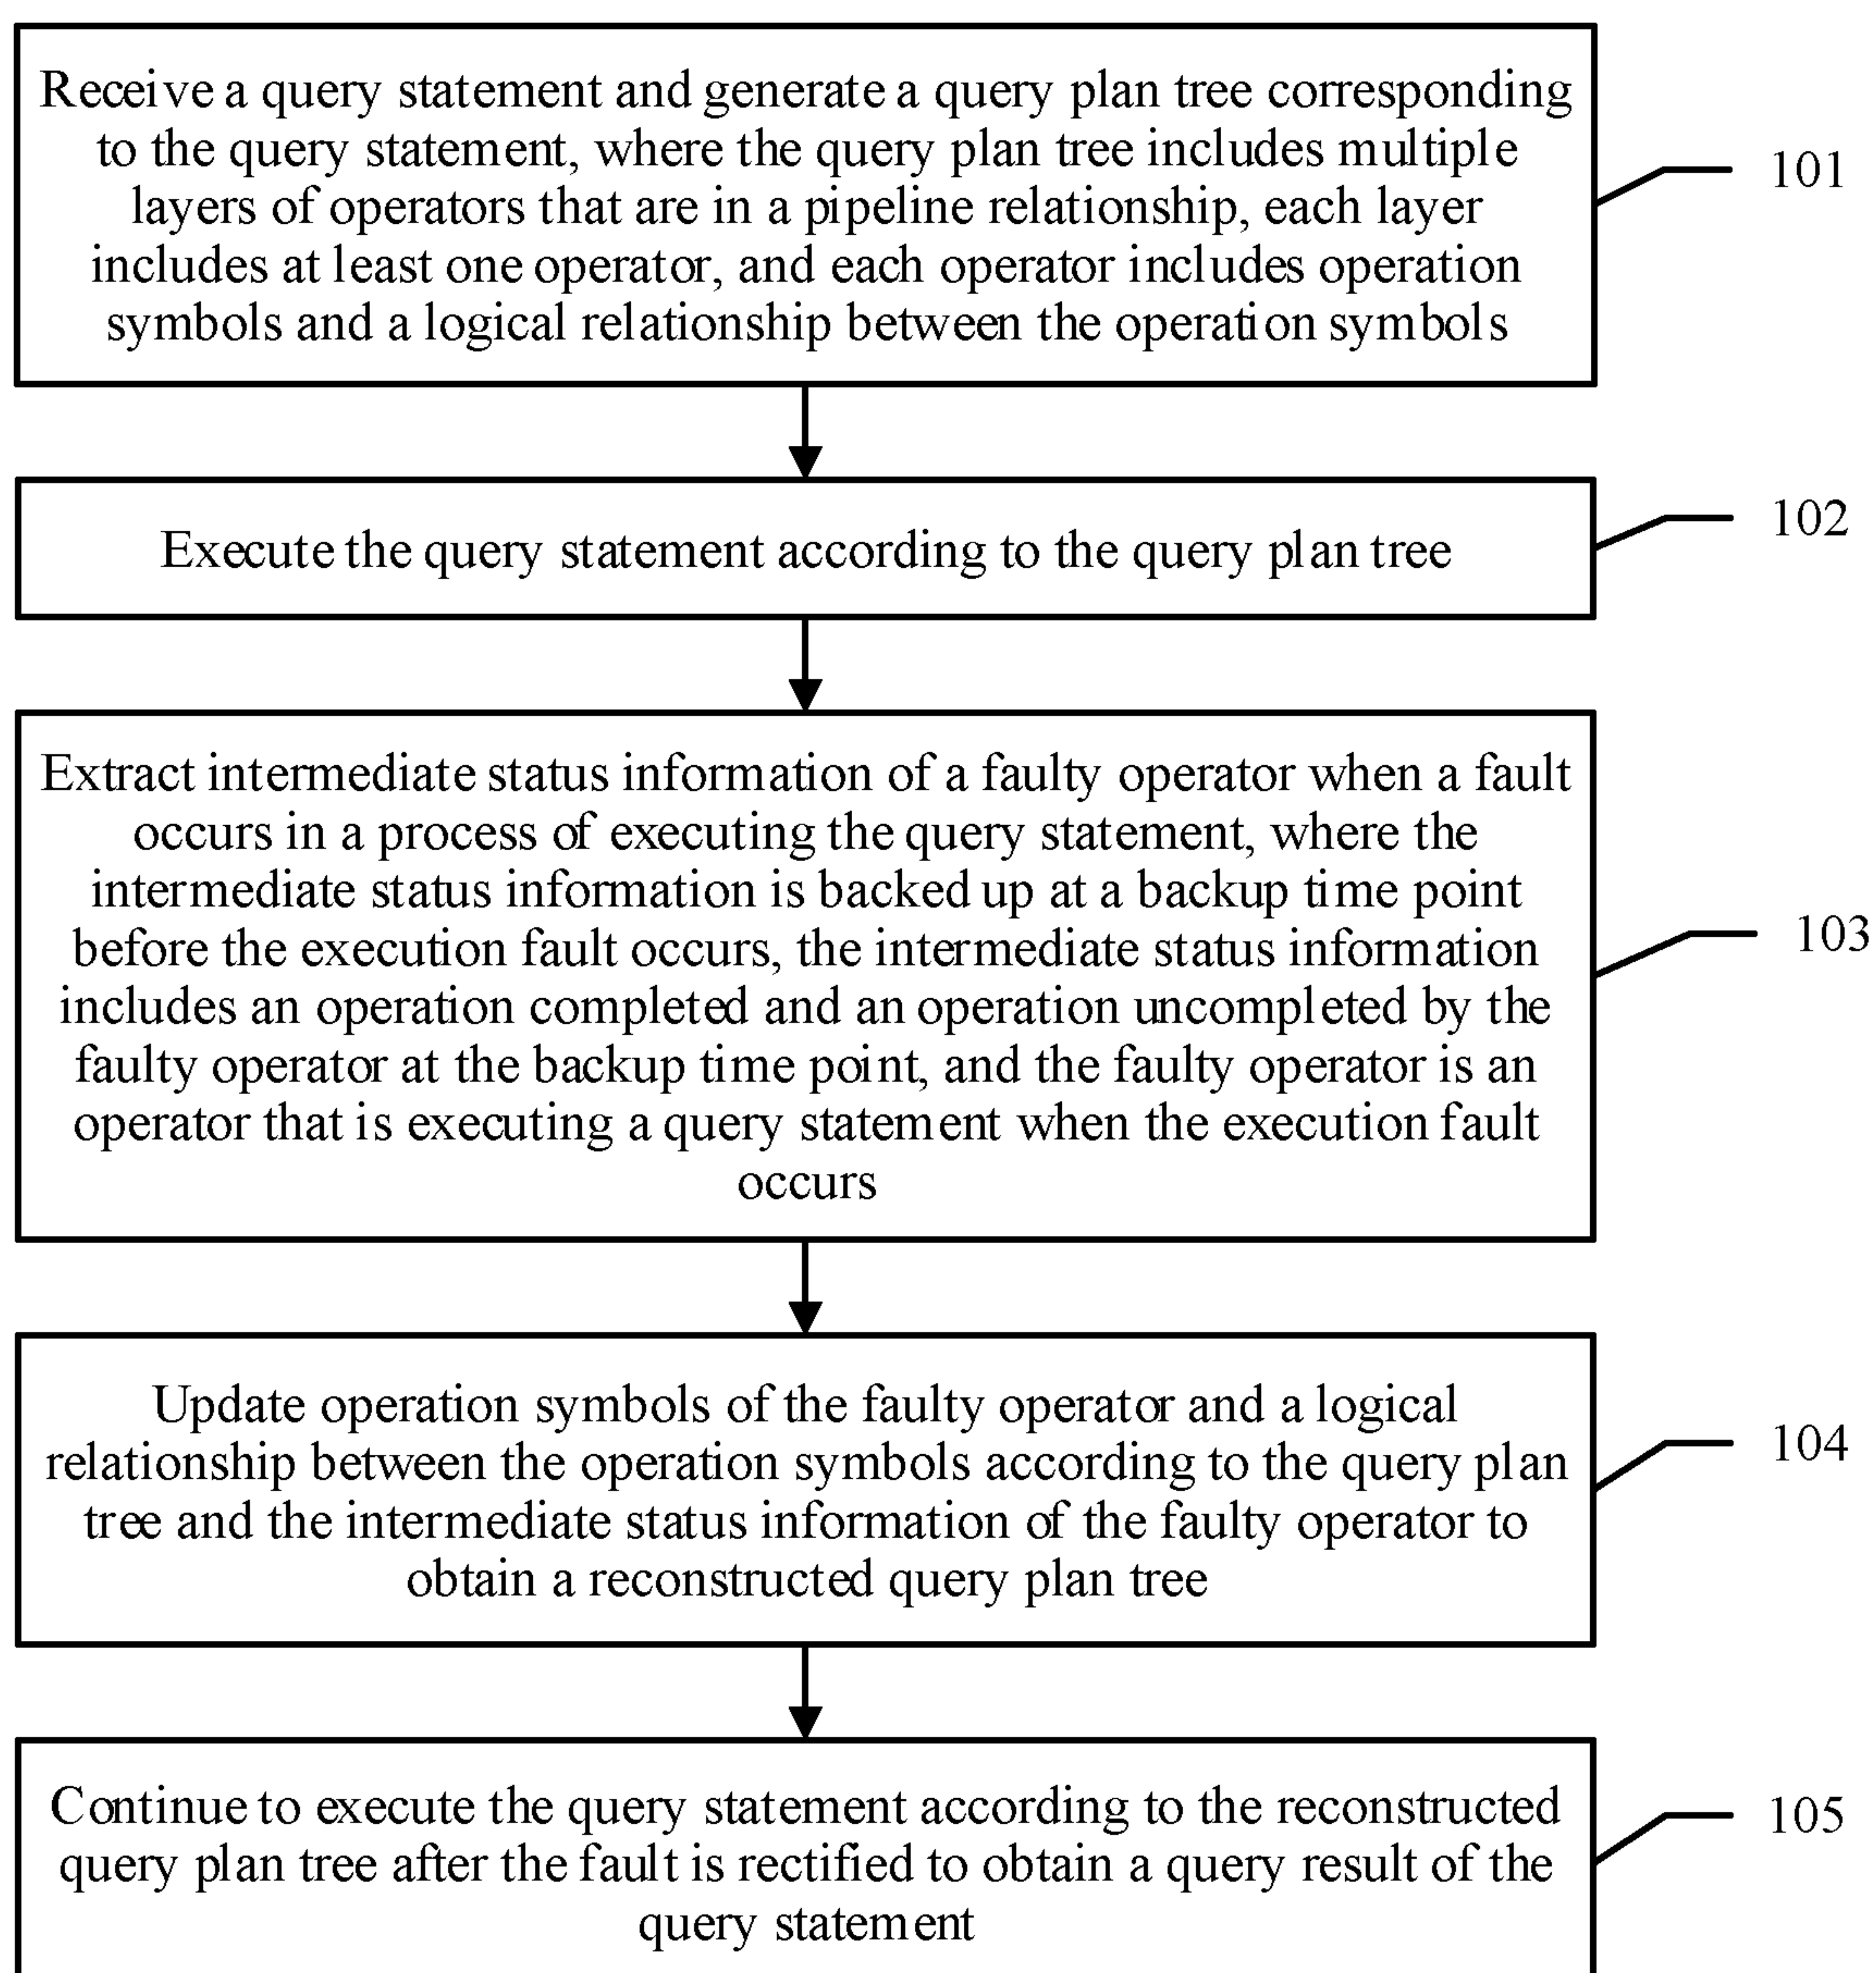 Receive a query statement and generate a query plan tree corresponding
to the query statement, where the query plan tree includes multiple
layers of operators that are in a pipeline relationship, each layer
includes at least one operator, and each operator includes operation
symbols and a logical relationship between the operation symbols
101
Execute the query statement according to the query plan tree
102
Extract intermediate status information of a faulty operator when a fault
occurs in a process of executing the query statement, where the
intermediate status information is backed up at a backup time point
before the execution fault occurs, the intermediate status information
includes an operation completed and an operation uncompleted by the
faulty operator at the backup time point, and the faulty operator is an
operator that is executing a query statement when the execution fault
occurs
103
Update operation symbols of the faulty operator and a logical
relationship between the operation symbols according to the query plan
tree and the intermediate status information of the faulty operator to
obtain a reconstructed query plan tree
104
Continue to execute the query statement according to the reconstructed
query plan tree after the fault is rectified to obtain a query result of the
query statement
105